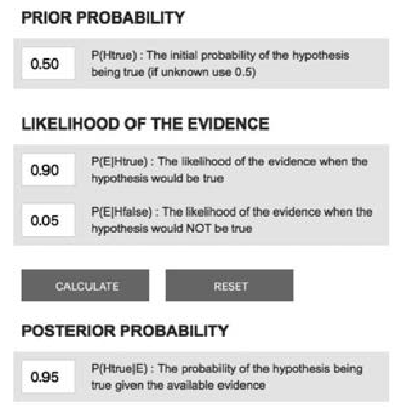 PRIOR PROBABILITY
0.50
P(Htrue) : The initial probability of the hypothesis
being true (if unknown use 0.5)
LIKELIHOOD OF THE EVIDENCE
0.90
P(E|Htrue) : The likelihood of the evidence when the
hypothesis would be true
0.05
P(E|Hfalse) : The likelihood of the evidence when the
hypothesis would NOT be true
CALCULATE
RESET
POSTERIOR PROBABILITY
0.95
P(Htrue|E) : The probability of the hypothesis being
true given the available evidence